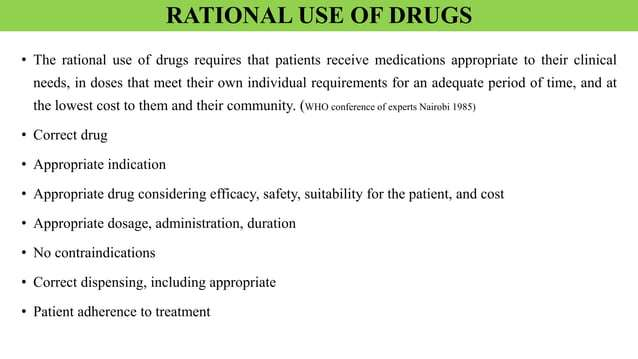 RATIONAL USE OF DRUGS
• The rational use of drugs requires that patients receive medications appropriate to their clinical
needs, in doses that meet their own individual requirements for an adequate period of time, and at
the lowest cost to them and their community. (WHO conference of experts Nairobi 1985)
• Correct drug
• Appropriate indication
• Appropriate drug considering efficacy, safety, suitability for the patient, and cost
• Appropriate dosage, administration, duration
• No contraindications
• Correct dispensing, including appropriate
• Patient adherence to treatment